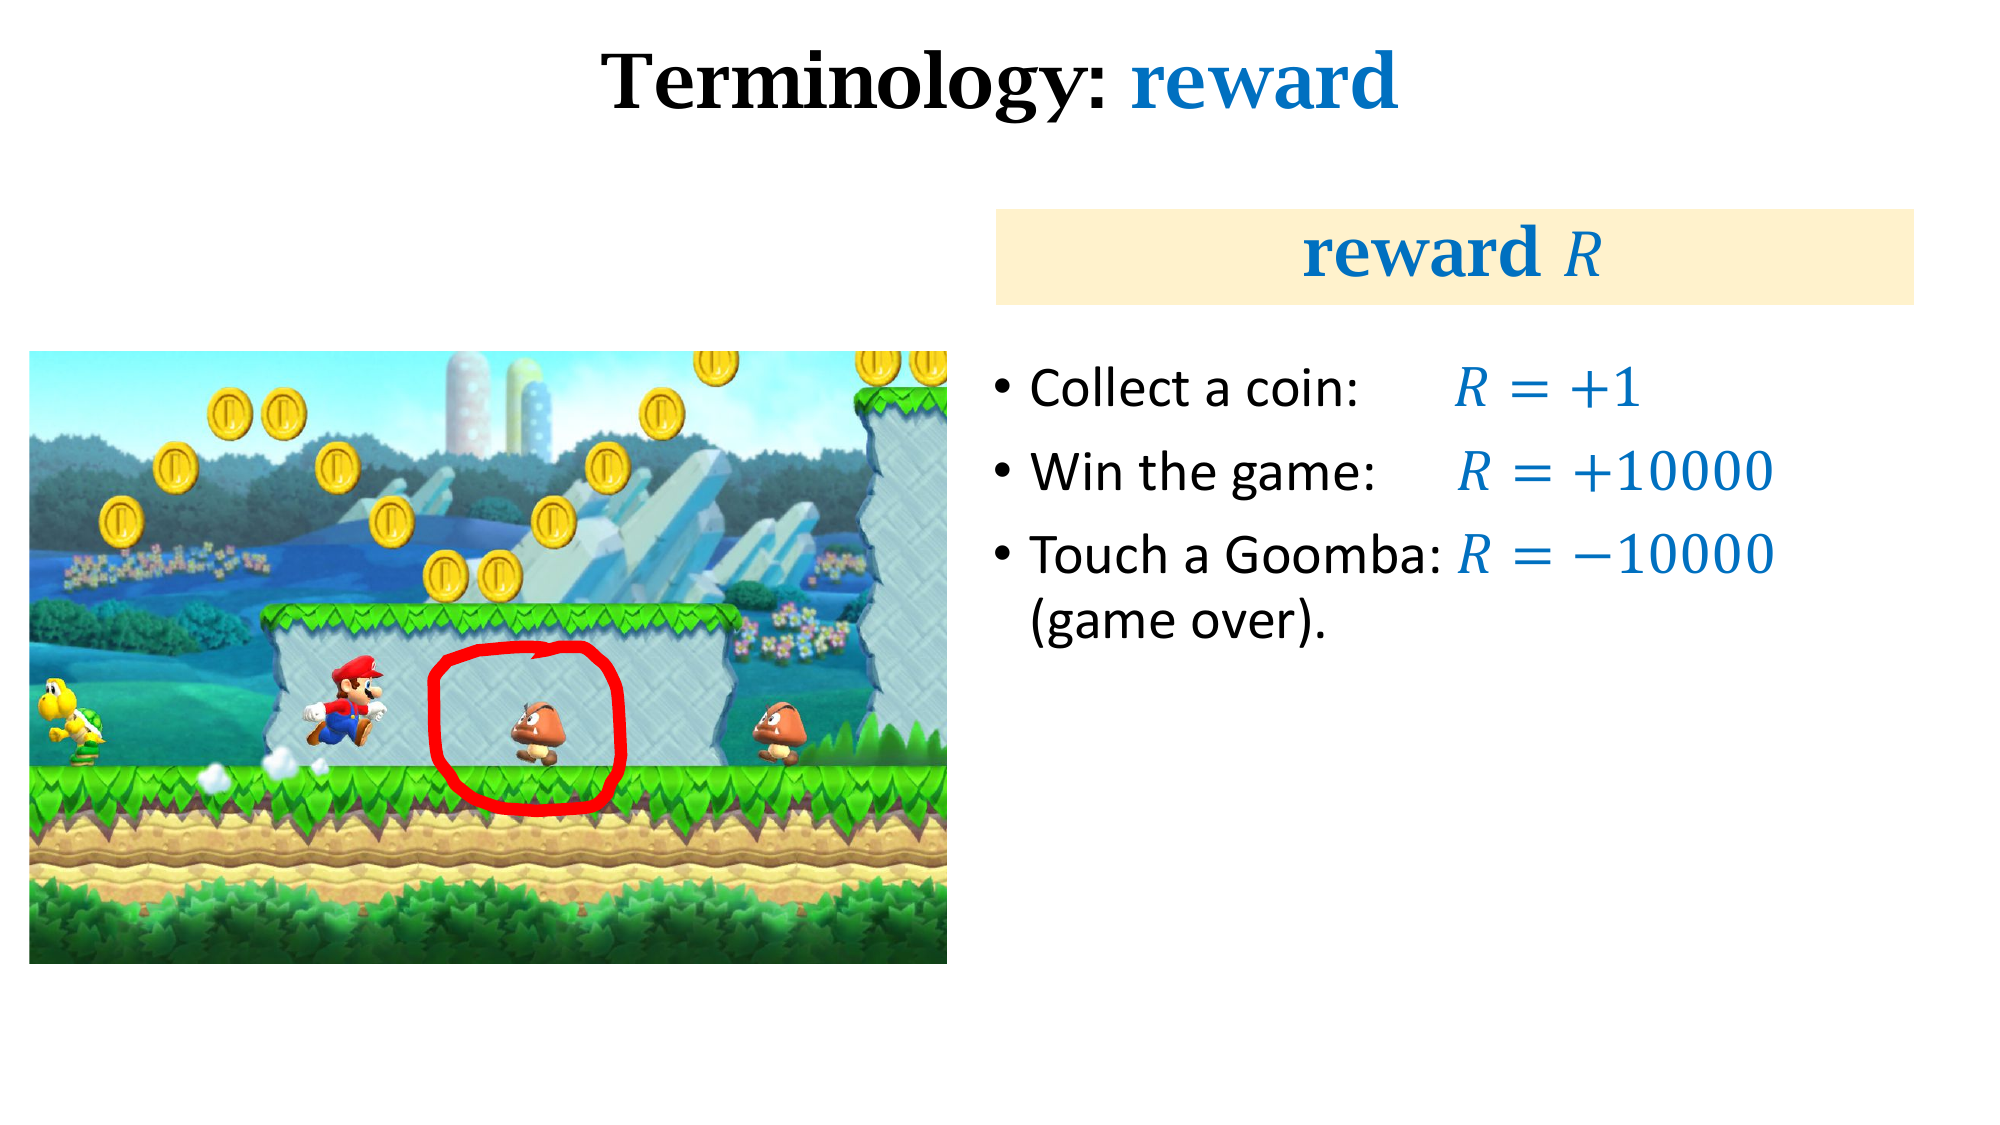 Terminology: reward
reward R
• Collect a coin: R = +1
• Win the game: R = +10000
• Touch a Goomba: R = −10000
(game over).